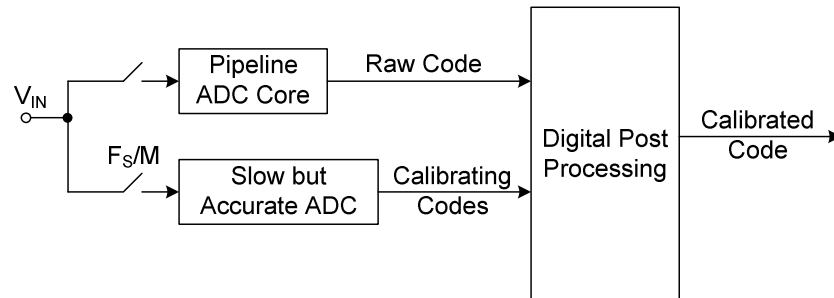 Pipeline
ADC Core
Raw Code
V_IN
F_S/M
Slow but
Accurate ADC
Calibrating
Codes
Digital Post
Processing
Calibrated
Code